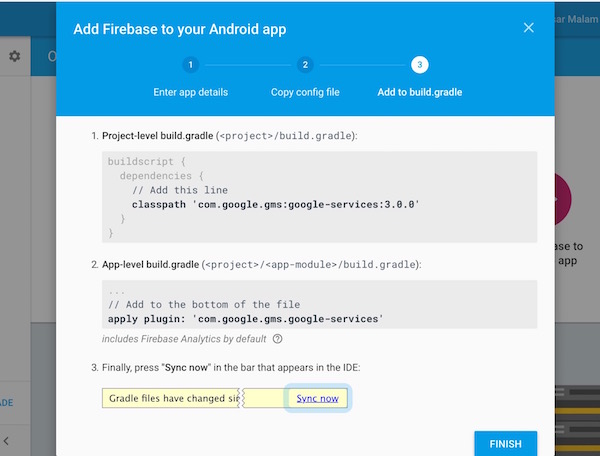 ar Malam
Add Firebase to your Android app
O
1 2 3
Enter app details Copy config file Add to build.gradle
1. Project-level build.gradle (<project>/build.gradle):
buildscript {
dependencies {
// Add this line
classpath 'com.google.gms:google-services:3.0.0'
}
}
2. App-level build.gradle (<project>/<app-module>/build.gradle):
...
// Add to the bottom of the file
apply plugin: 'com.google.gms.google-services'
includes Firebase Analytics by default ?
3. Finally, press "Sync now" in the bar that appears in the IDE:
Gradle files have changed sin Sync now
FINISH
ase to
app
ADE